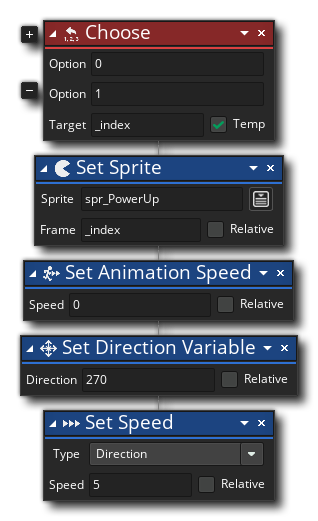 Choose
Option 0
Option 1
Target _index Temp
Set Sprite
Sprite spr_PowerUp
Frame _index Relative
Set Animation Speed
Speed 0 Relative
Set Direction Variable
Direction 270 Relative
Set Speed
Type Direction
Speed 5 Relative